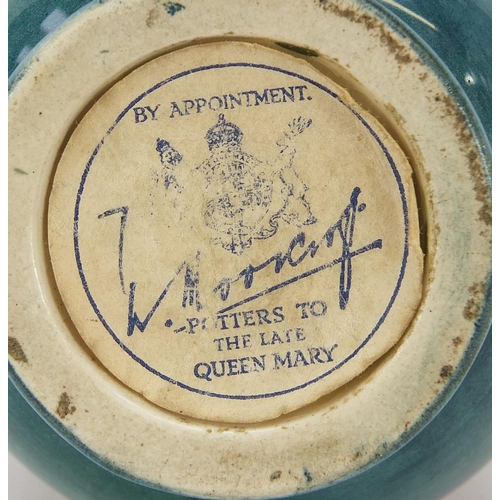 BY APPOINTMENT.
W. Moorcroft.
POTTERS TO
THE LATE
QUEEN MARY